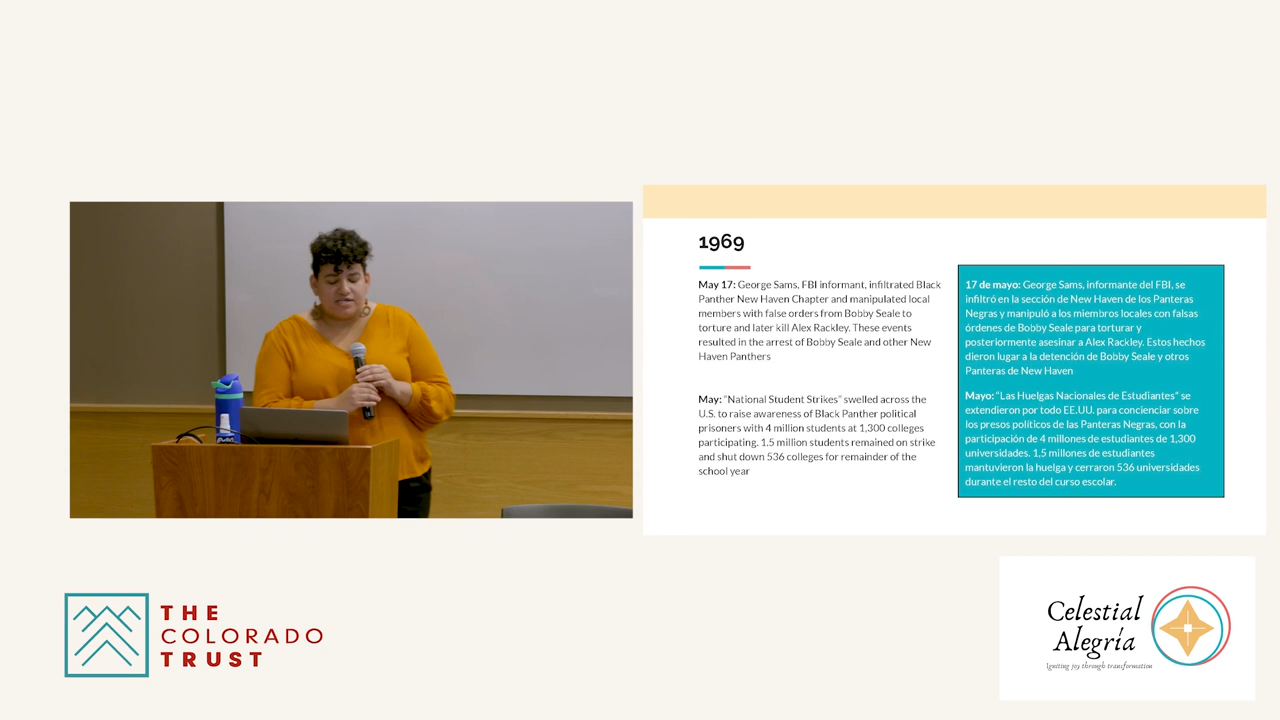 1969
May 17: George Sams, FBI informant, infiltrated Black
Panther New Haven Chapter and manipulated local
members with false orders from Bobby Seale to
torture and later kill Alex Rackley. These events
resulted in the arrest of Bobby Seale and other New
Haven Panthers
May: “National Student Strikes” swelled across the
U.S. to raise awareness of Black Panther political
prisoners with 4 million students at 1,300 colleges
participating. 1.5 million students remained on strike
and shut down 536 colleges for remainder of the
school year
17 de mayo: George Sams, informante del FBI, se
infiltró en la sección de New Haven de los Panteras
Negras y manipuló a los miembros locales con falsas
órdenes de Bobby Seale para torturar y
posteriormente asesinar a Alex Rackley. Estos hechos
dieron lugar a la detención de Bobby Seale y otros
Panteras de New Haven
Mayo: “Las Huelgas Nacionales de Estudiantes” se
extendieron por todo EE.UU. para concienciar sobre
los presos políticos de las Panteras Negras, con la
participación de 4 millones de estudiantes de 1,300
universidades. 1,5 millones de estudiantes
mantuvieron la huelga y cerraron 536 universidades
durante el resto del curso escolar.
THE
COLORADO
TRUST
Celestial
Alegría
Igniting joy through transformation